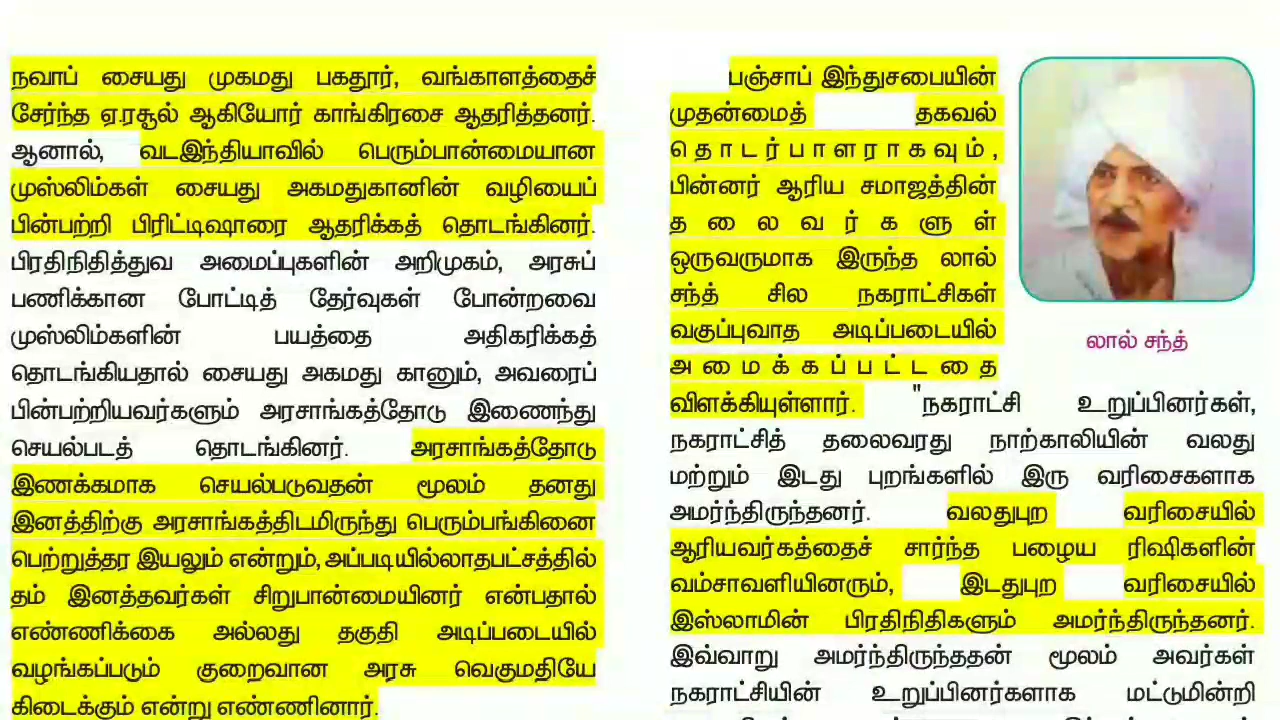 நவாப் சையது முகமது பகதூர், வங்காளத்தைச்
சேர்ந்த ஏ.ரசூல் ஆகியோர் காங்கிரசை ஆதரித்தனர்.
ஆனால், வடஇந்தியாவில் பெரும்பான்மையான
முஸ்லிம்கள் சையது அகமதுகானின் வழியைப்
பின்பற்றி பிரிட்டிஷாரை ஆதரிக்கத் தொடங்கினர்.
பிரதிநிதித்துவ அமைப்புகளின் அறிமுகம், அரசுப்
பணிக்கான போட்டித் தேர்வுகள் போன்றவை
முஸ்லிம்களின் பயத்தை அதிகரிக்கத்
தொடங்கியதால் சையது அகமது கானும், அவரைப்
பின்பற்றியவர்களும் அரசாங்கத்தோடு இணைந்து
செயல்படத் தொடங்கினர். அரசாங்கத்தோடு
இணக்கமாக செயல்படுவதன் மூலம் தனது
இனத்திற்கு அரசாங்கத்திடமிருந்து பெரும்பங்கினை
பெற்றுத்தர இயலும் என்றும், அப்படியில்லாதபட்சத்தில்
தம் இனத்தவர்கள் சிறுபான்மையினர் என்பதால்
எண்ணிக்கை அல்லது தகுதி அடிப்படையில்
வழங்கப்படும் குறைவான அரசு வெகுமதியே
கிடைக்கும் என்று எண்ணினார்.
பஞ்சாப் இந்துசபையின்
முதன்மைத் தகவல்
தொடர்பாளராகவும்,
பின்னர் ஆரிய சமாஜத்தின்
தலைவர்களுள்
ஒருவருமாக இருந்த லால்
சந்த் சில நகராட்சிகள்
வகுப்புவாத அடிப்படையில்
அமைக்கப்பட்டதை
விளக்கியுள்ளார். "நகராட்சி உறுப்பினர்கள்,
நகராட்சித் தலைவரது நாற்காலியின் வலது
மற்றும் இடது புறங்களில் இரு வரிசைகளாக
அமர்ந்திருந்தனர். வலதுபுற வரிசையில்
ஆரியவர்கத்தைச் சார்ந்த பழைய ரிஷிகளின்
வம்சாவளியினரும், இடதுபுற வரிசையில்
இஸ்லாமின் பிரதிநிதிகளும் அமர்ந்திருந்தனர்.
இவ்வாறு அமர்ந்திருந்ததன் மூலம் அவர்கள்
நகராட்சியின் உறுப்பினர்களாக மட்டுமின்றி
லால் சந்த்